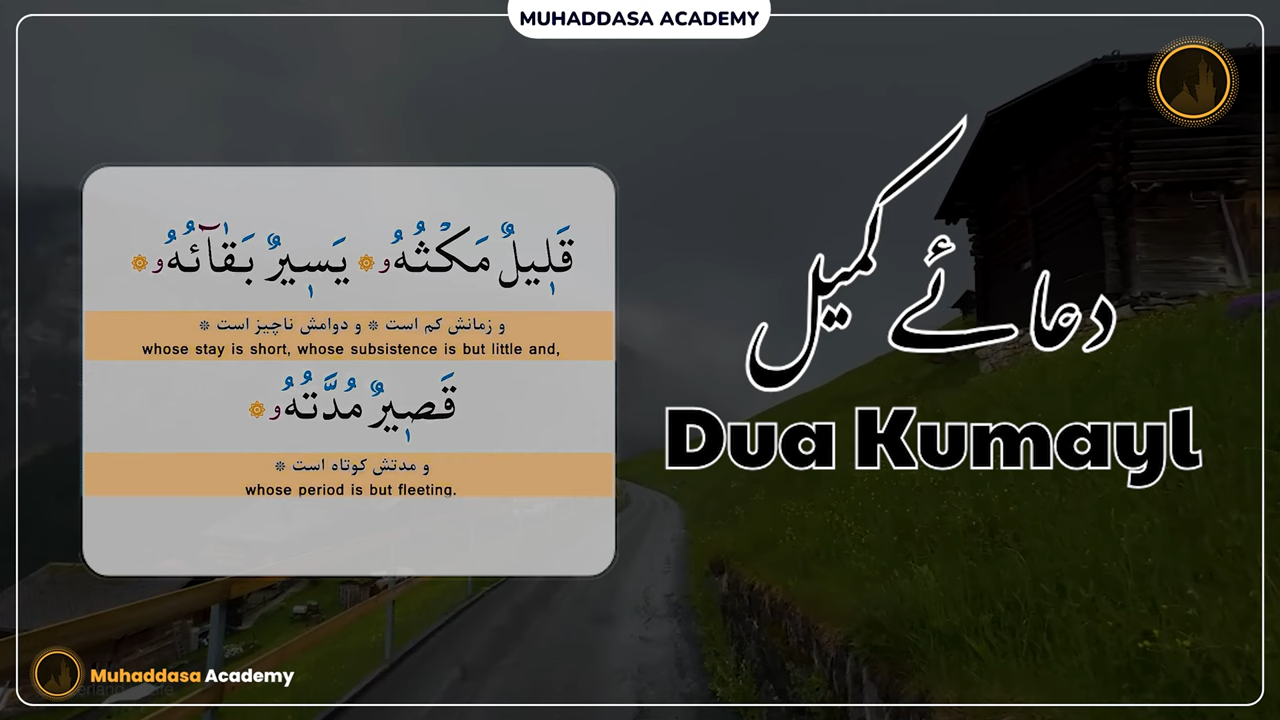 MUHADDASA ACADEMY
قَلِيلٌ مَكْثُهُو ۞ يَسِيرٌ بَقَآئُهُو ۞
و زمانش کم است * و دوامش ناچیز است *
whose stay is short, whose subsistence is but little and,
قَصِيرٌ مُدَّتُهُو ۞
و مدتش کوتاه است *
whose period is but fleeting.
دعائے کمیل
Dua Kumayl
Muhaddasa Academy